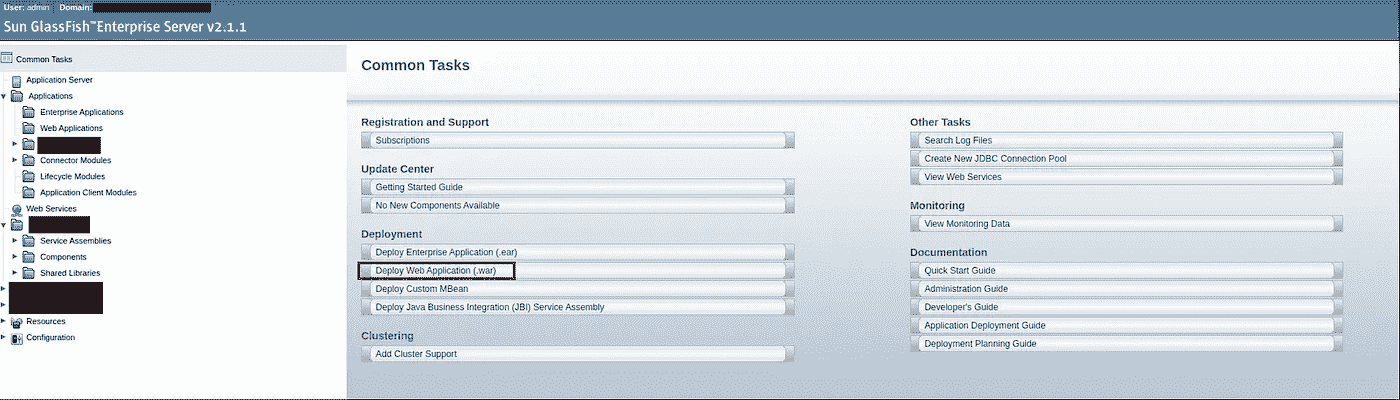 User: admin Domain:
Sun GlassFish™ Enterprise Server v2.1.1
Common Tasks
Application Server
Applications
Enterprise Applications
Web Applications
Connector Modules
Lifecycle Modules
Application Client Modules
Web Services
Service Assemblies
Components
Shared Libraries
Resources
Configuration
Common Tasks
Registration and Support
Subscriptions
Update Center
Getting Started Guide
No New Components Available
Deployment
Deploy Enterprise Application (.ear)
Deploy Web Application (.war)
Deploy Custom MBean
Deploy Java Business Integration (JBI) Service Assembly
Clustering
Add Cluster Support
Other Tasks
Search Log Files
Create New JDBC Connection Pool
View Web Services
Monitoring
View Monitoring Data
Documentation
Quick Start Guide
Administration Guide
Developer's Guide
Application Deployment Guide
Deployment Planning Guide